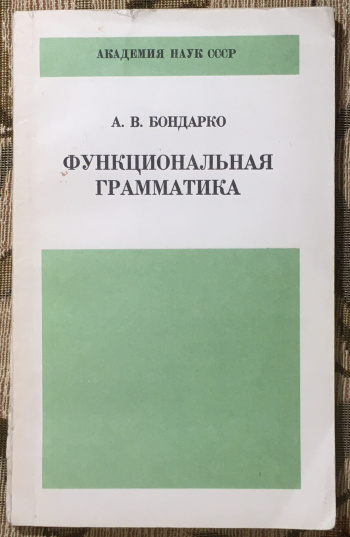 АКАДЕМИЯ НАУК СССР
А. В. БОНДАРКО
ФУНКЦИОНАЛЬНАЯ
ГРАММАТИКА